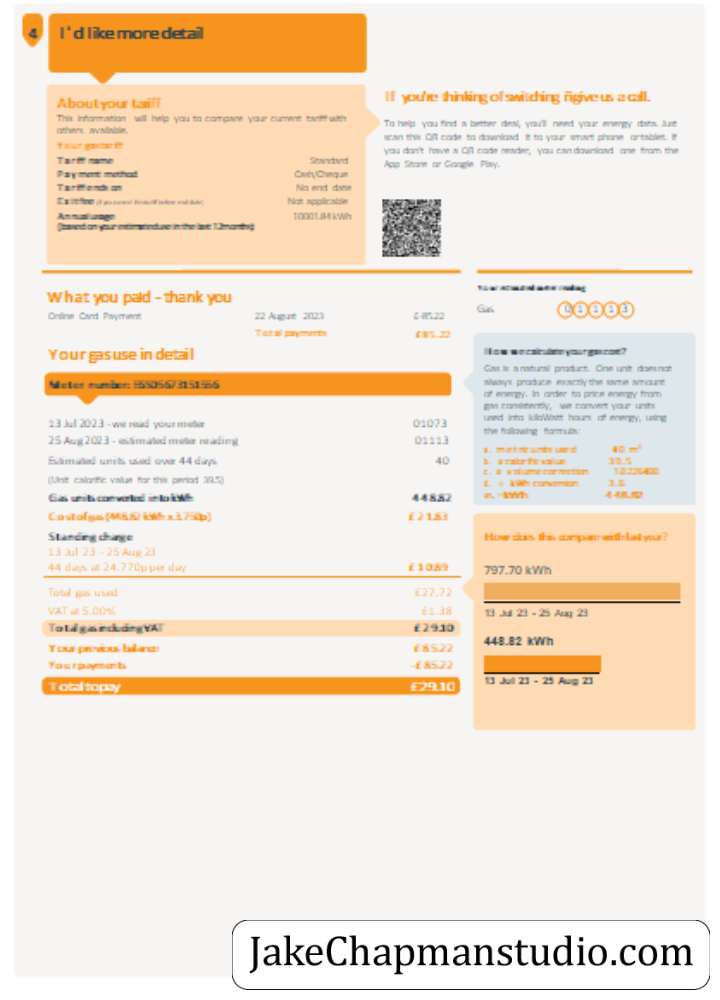 4
I'd like more detail
About your tariff
This information will help you to compare your current tariff with
others available.
Your gas tariff
Tariff name Standard
Payment method Cash/Cheque
Tariff ends on No end date
Exit fee (if you cancel this tariff before end date) Not applicable
Annual usage 10001.84 kWh
(based on your estimated use in the last 12 months)
If you're thinking of switching ñ give us a call.
To help you find a better deal, you'll need your energy data. Just
scan this QR code to download it to your smart phone or tablet. If
you don't have a QR code reader, you can download one from the
App Store or Google Play.
What you paid - thank you
Online Card Payment 22 August 2023 £-85.22
Total payments £85.22
Your gas use in detail
Meter number:
13 Jul 2023 - we read your meter 01073
25 Aug 2023 - estimated meter reading 01113
Estimated units used over 44 days 40
(Unit calorific value for this period 39.5)
Gas units converted into kWh 448.82
Cost of gas (448.82 kWh x 3.750p) £21.83
Standing charge
13 Jul 23 - 25 Aug 23
44 days at 24.770p per day £10.89
Total gas used £27.72
VAT at 5.00% £1.38
Total gas including VAT £29.10
Your previous balance £85.22
Your payments -£85.22
Total to pay £29.10
Your estimated meter reading
Gas 0 1 1 1 3
How we calculate your gas cost?
Gas is a natural product. One unit does not
always produce exactly the same amount
of energy. In order to price energy from
gas consistently, we convert your units
used into kiloWatt hours of energy, using
the following formula:
a. metric units used 40 m³
b. x calorific value 39.5
c. x volume correction 1.0226400
d. ÷ kWh conversion 3.6
e. =kWh 448.82
How does this compare with last year?
797.70 kWh
13 Jul 23 - 25 Aug 23
448.82 kWh
13 Jul 23 - 25 Aug 23
JakeChapmanstudio.com